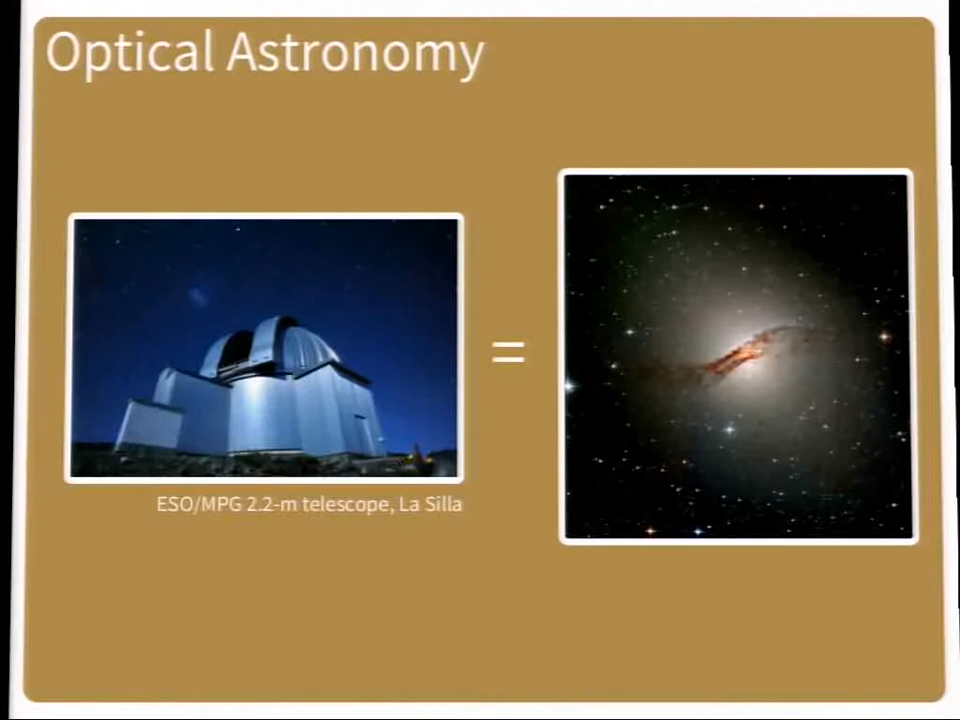 Optical Astronomy
=
ESO/MPG 2.2-m telescope, La Silla